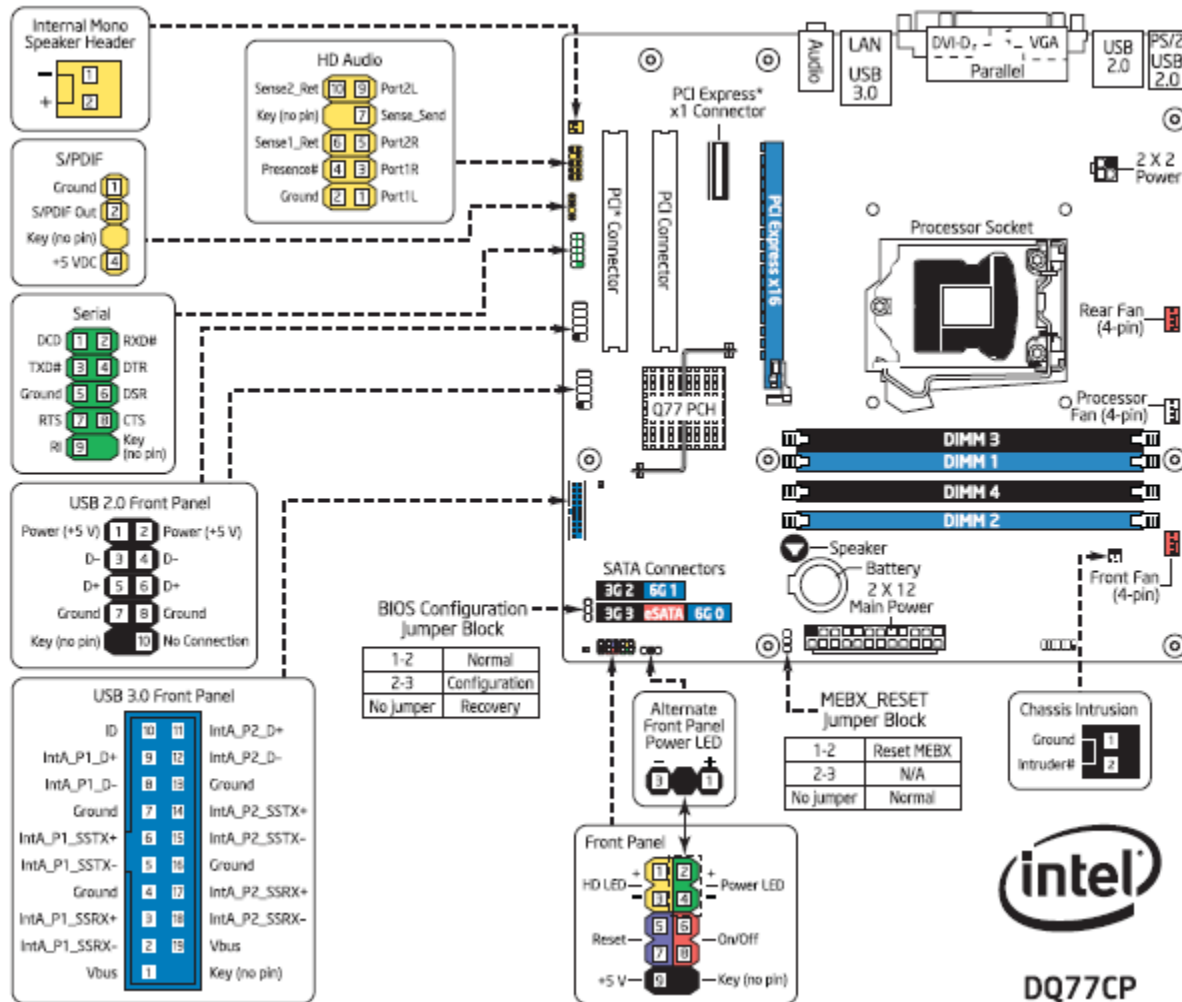 Internal Mono
Speaker Header
-
1
+
2
HD Audio
Sense2_Ret 10 9 Port2L
Key (no pin) 7 Sense_Send
Sense1_Ret 6 5 Port2R
Presence# 4 3 Port1R
Ground 2 1 Port1L
S/PDIF
Ground 1
S/PDIF Out 2
Key (no pin)
+5 VDC 4
Serial
DCD 1 2 RXD#
TXD# 3 4 DTR
Ground 5 6 DSR
RTS 7 8 CTS
RI 9 Key
(no pin)
USB 2.0 Front Panel
Power (+5 V) 1 2 Power (+5 V)
D- 3 4 D-
D+ 5 6 D+
Ground 7 8 Ground
Key (no pin) 10 No Connection
USB 3.0 Front Panel
ID 10 11 IntA_P2_D+
IntA_P1_D+ 9 12 IntA_P2_D-
IntA_P1_D- 8 13 Ground
Ground 7 14 IntA_P2_SSTX+
IntA_P1_SSTX+ 6 15 IntA_P2_SSTX-
IntA_P1_SSTX- 5 16 Ground
Ground 4 17 IntA_P2_SSRX+
IntA_P1_SSRX+ 3 18 IntA_P2_SSRX-
IntA_P1_SSRX- 2 19 Vbus
Vbus 1 Key (no pin)
Audio
LAN
USB
3.0
DVI-D
VGA
Parallel
USB
2.0
PS/2
USB
2.0
PCI Express*
x1 Connector
PCI* Connector
PCI Connector
PCI Express x16
2 X 2
Power
Processor Socket
Rear Fan
(4-pin)
Processor
Fan (4-pin)
Q77 PCH
DIMM 3
DIMM 1
DIMM 4
DIMM 2
Speaker
Battery
2 X 12
Main Power
Front Fan
(4-pin)
SATA Connectors
3G 2 6G 1
3G 3 eSATA 6G 0
BIOS Configuration
Jumper Block
1-2 Normal
2-3 Configuration
No jumper Recovery
Alternate
Front Panel
Power LED
- +
3 1
MEBX_RESET
Jumper Block
1-2 Reset MEBX
2-3 N/A
No jumper Normal
Chassis Intrusion
Ground 1
Intruder# 2
Front Panel
+ 1 2 +
HD LED Power LED
- 3 4 -
5 6
Reset On/Off
7 8
+5 V 9 Key (no pin)
intel
DQ77CP